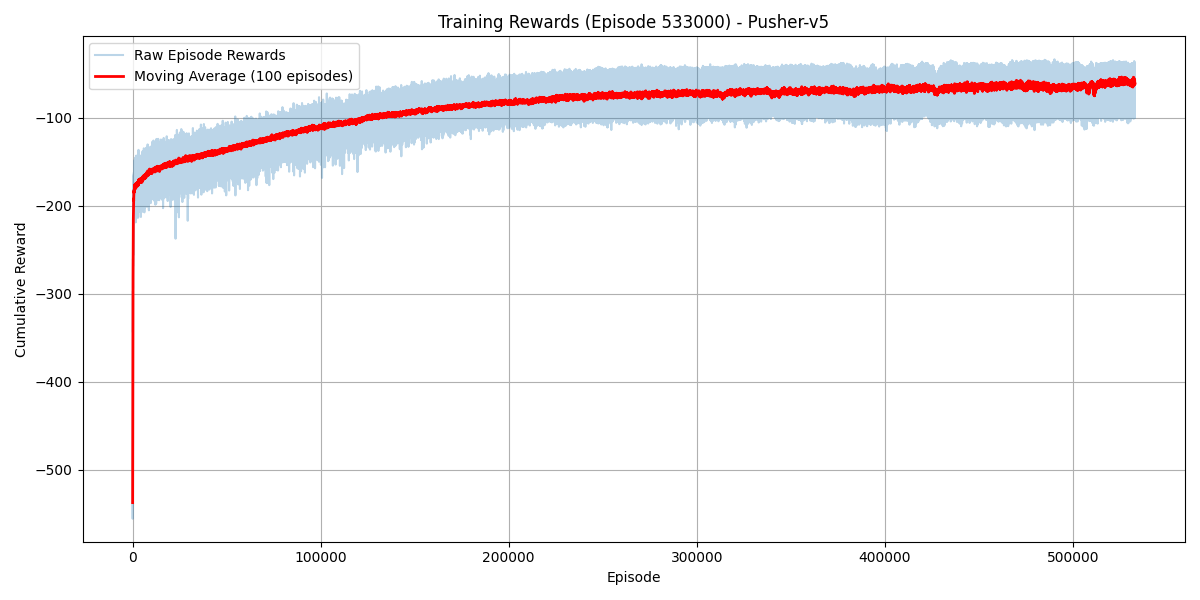 Training Rewards (Episode 533000) - Pusher-v5
Raw Episode Rewards
Moving Average (100 episodes)
Cumulative Reward
−100
−200
−300
−400
−500
0
100000
200000
300000
400000
500000
Episode